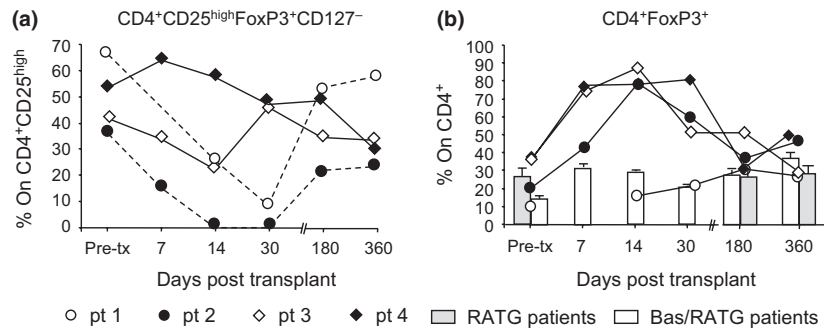 (a) CD4⁺CD25ʰⁱᵍʰFoxP3⁺CD127⁻
% On CD4⁺CD25ʰⁱᵍʰ
70
60
50
40
30
20
10
0
Pre-tx 7 14 30 180 360
Days post transplant
(b) CD4⁺FoxP3⁺
% On CD4⁺
100
90
80
70
60
50
40
30
20
10
0
Pre-tx 7 14 30 180 360
Days post transplant
pt 1 pt 2 pt 3 pt 4 RATG patients Bas/RATG patients